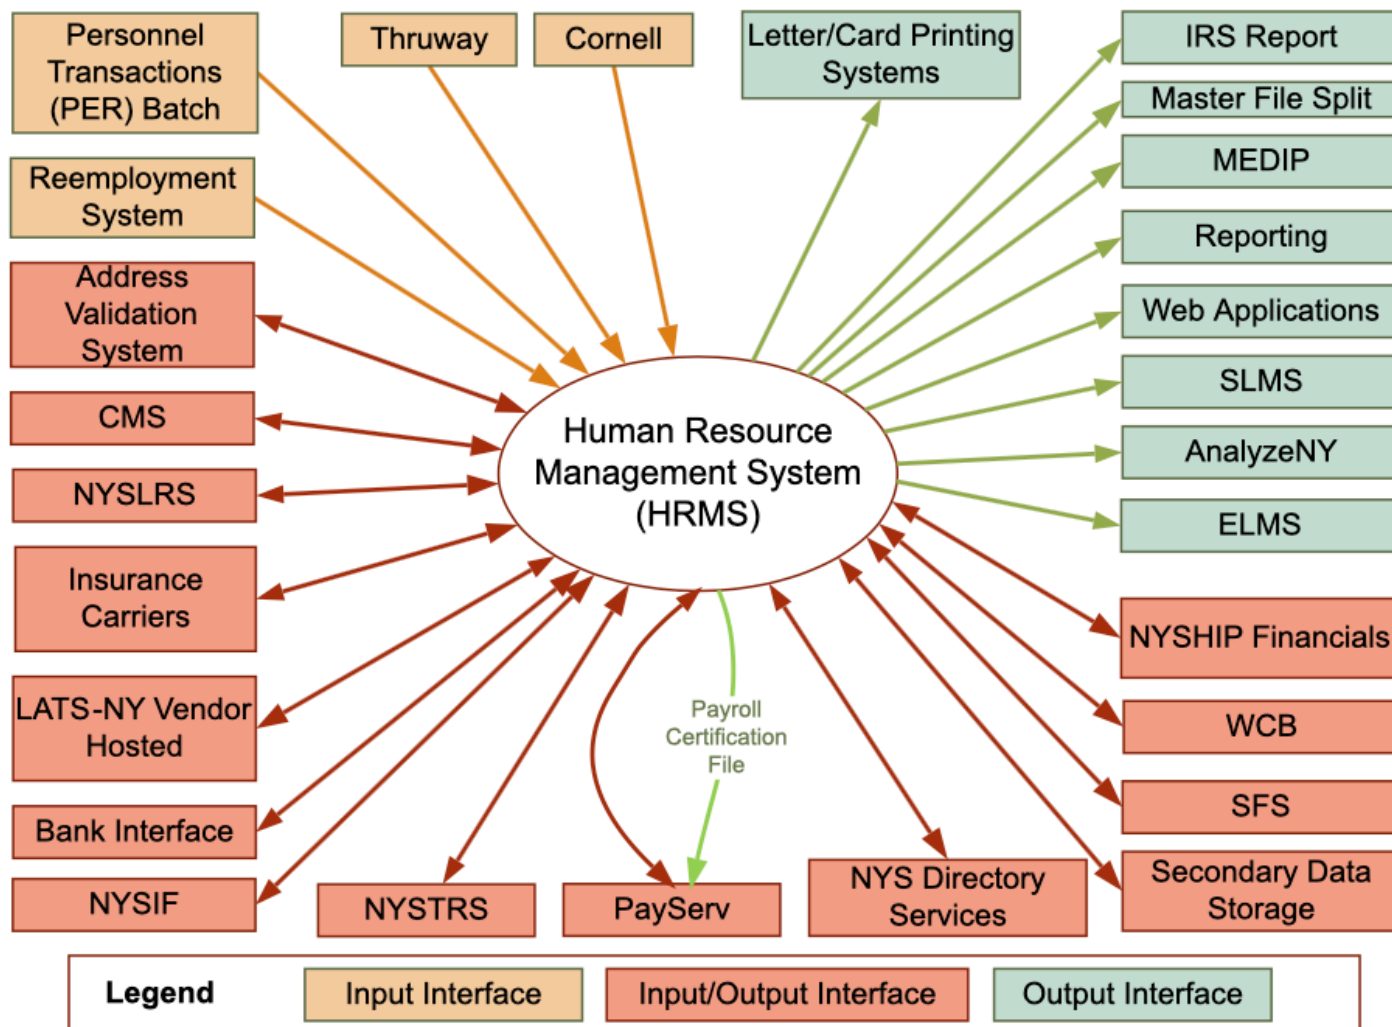 Personnel
Transactions
(PER) Batch
Thruway
Cornell
Letter/Card Printing
Systems
IRS Report
Master File Split
MEDIP
Reporting
Web Applications
SLMS
AnalyzeNY
ELMS
Reemployment
System
Address
Validation
System
CMS
NYSLRS
Insurance
Carriers
LATS-NY Vendor
Hosted
Bank Interface
NYSIF
Human Resource
Management System
(HRMS)
Payroll
Certification
File
NYSHIP Financials
WCB
SFS
Secondary Data
Storage
NYSTRS
PayServ
NYS Directory
Services
Legend
Input Interface
Input/Output Interface
Output Interface